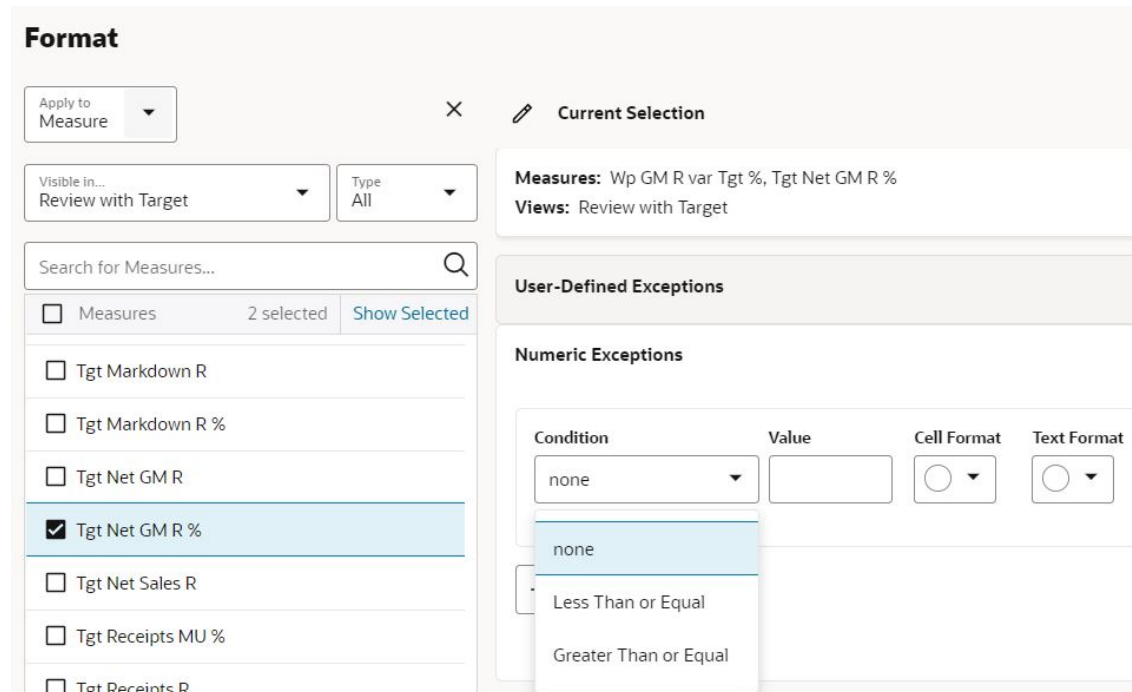 Format
Apply to
Measure
Visible in...
Review with Target
Type
All
Search for Measures...
Measures 2 selected Show Selected
Tgt Markdown R
Tgt Markdown R %
Tgt Net GM R
Tgt Net GM R %
Tgt Net Sales R
Tgt Receipts MU %
Tgt Receipts R
Current Selection
Measures: Wp GM R var Tgt %, Tgt Net GM R %
Views: Review with Target
User-Defined Exceptions
Numeric Exceptions
Condition Value Cell Format Text Format
none
none
Less Than or Equal
Greater Than or Equal